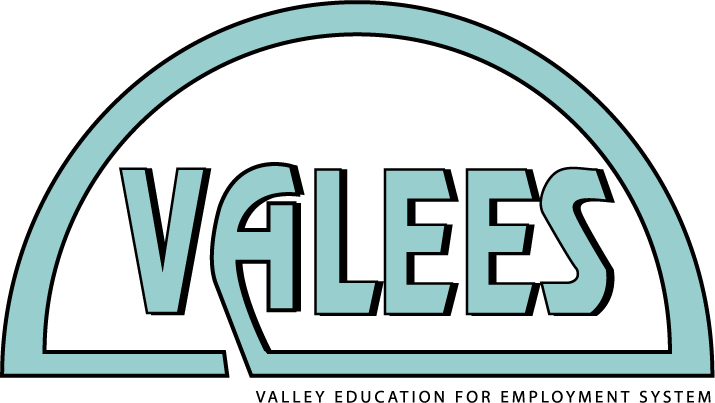 VALEES
VALLEY EDUCATION FOR EMPLOYMENT SYSTEM